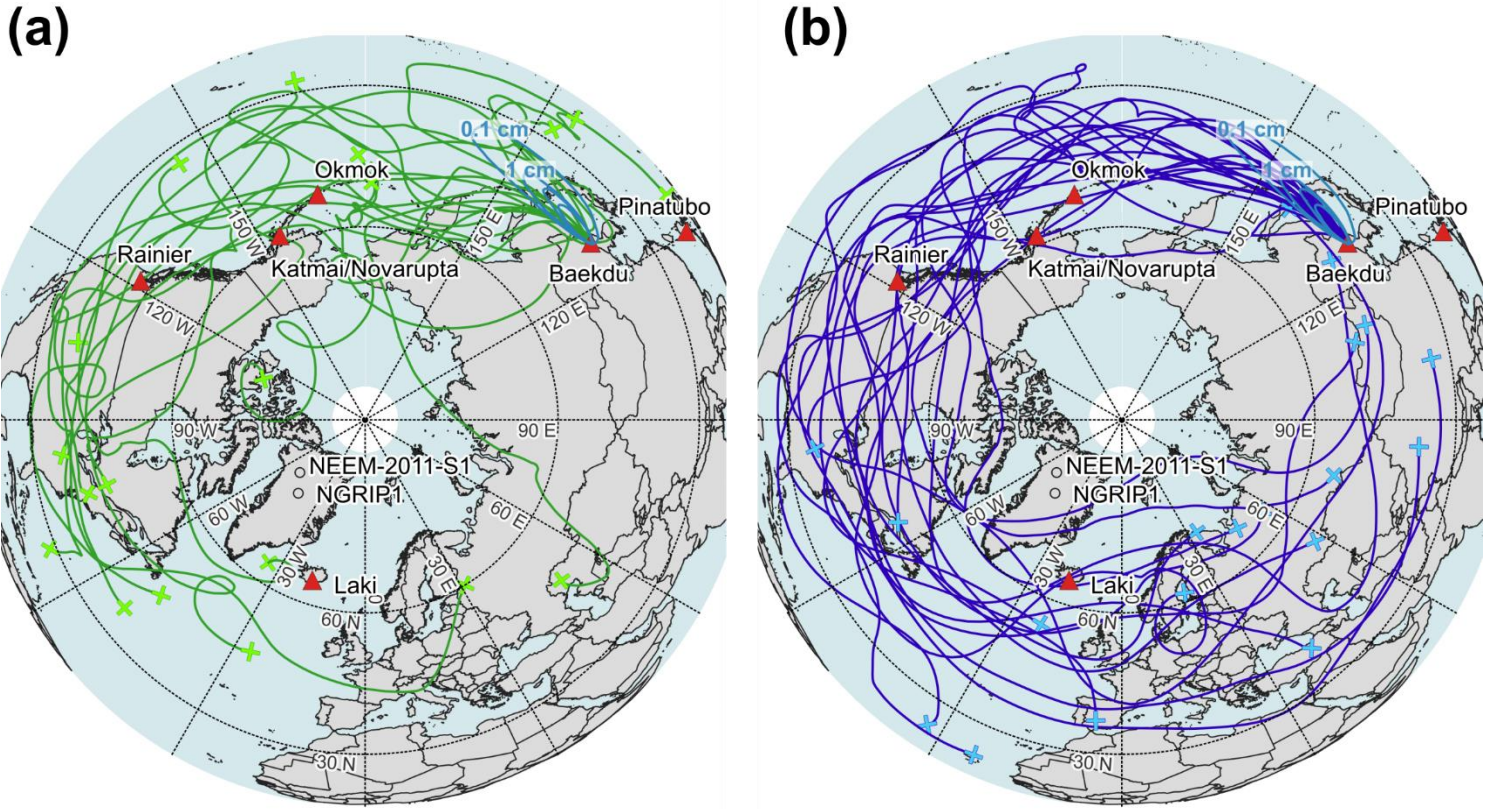 (a)
0.1 cm
1 cm
Okmok
150 E
Pinatubo
150 W
Rainier
Katmai/Novarupta
Baekdu
120 W
120 E
90 W
90 E
NEEM-2011-S1
NGRIP1
60 W
60 E
30 W
Laki
30 E
0
60 N
30 N
(b)
0.1 cm
1 cm
Okmok
150 E
Pinatubo
150 W
Rainier
Katmai/Novarupta
Baekdu
120 W
120 E
90 W
90 E
NEEM-2011-S1
NGRIP1
60 W
60 E
30 W
Laki
30 E
0
60 N
30 N